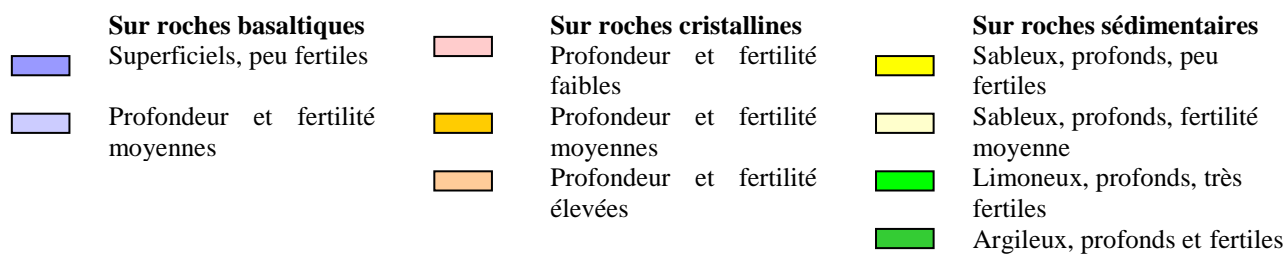 Sur roches basaltiques
Superficiels, peu fertiles
Profondeur et fertilité
moyennes
Sur roches cristallines
Profondeur et fertilité
faibles
Profondeur et fertilité
moyennes
Profondeur et fertilité
élevées
Sur roches sédimentaires
Sableux, profonds, peu
fertiles
Sableux, profonds, fertilité
moyenne
Limoneux, profonds, très
fertiles
Argileux, profonds et fertiles